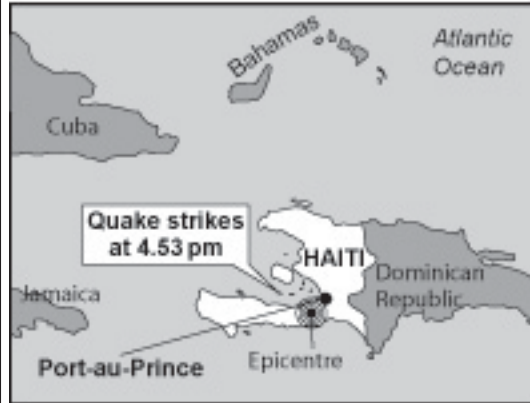 Bahamas
Atlantic
Ocean
Cuba
Quake strikes
at 4.53 pm
HAITI
Dominican
Republic
Jamaica
Port-au-Prince
Epicentre